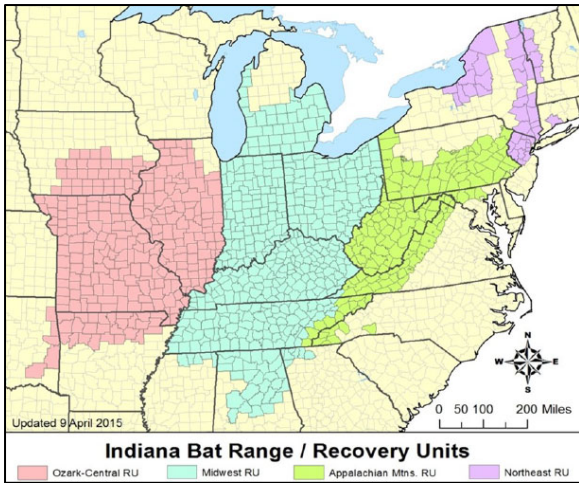 N
W E
S
Updated 9 April 2015
0 50 100 200 Miles
Indiana Bat Range / Recovery Units
Ozark-Central RU Midwest RU Appalachian Mtns. RU Northeast RU